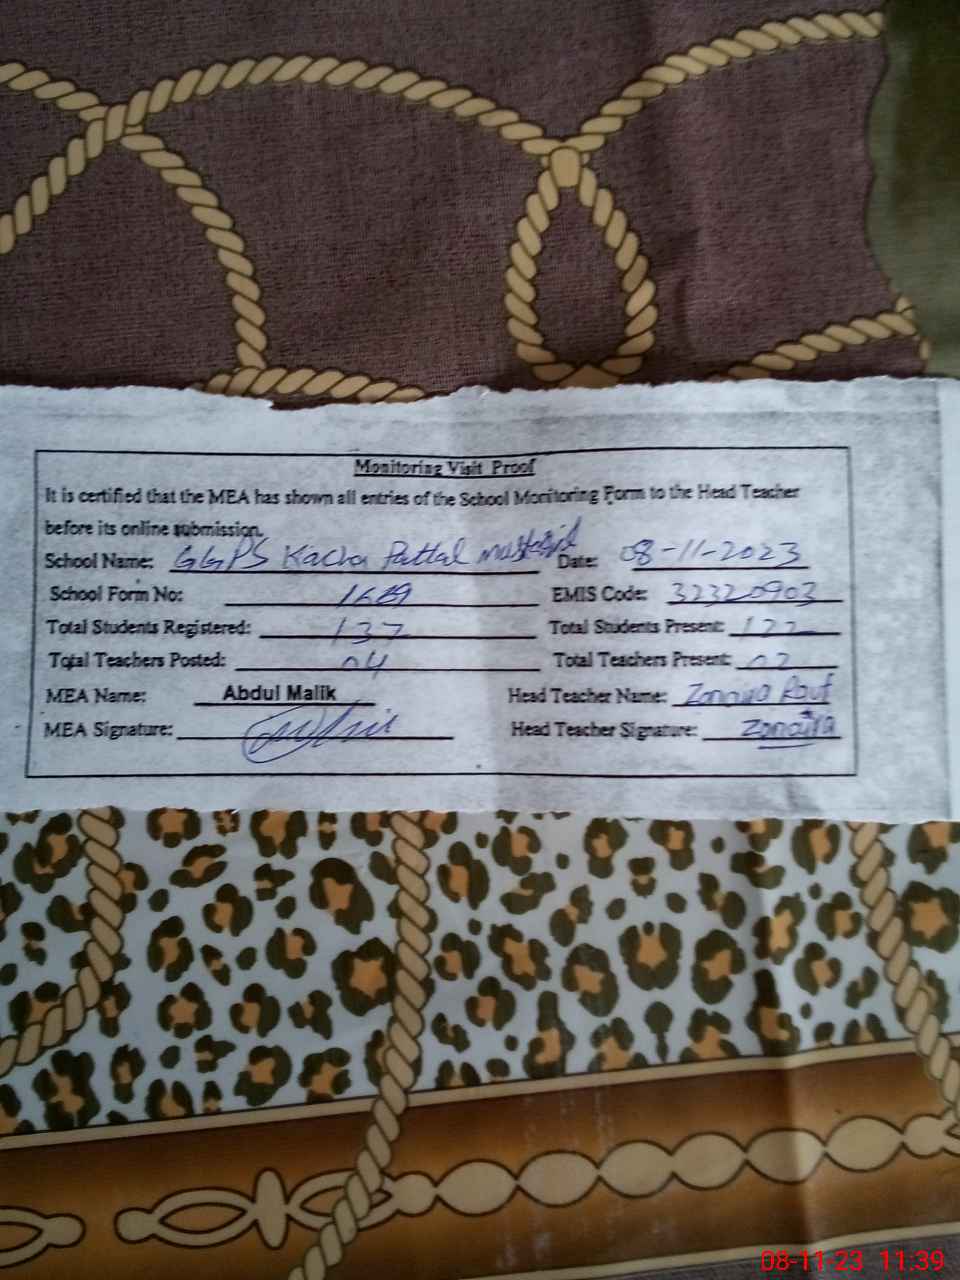 Monitoring Visit Proof
It is certified that the MEA has shown all entries of the School Monitoring Form to the Head Teacher
before its online submission.
School Name: GGPS Kacha Pattal Date: 08-11-2023
School Form No: 1689 EMIS Code: 32320903
Total Students Registered: 137 Total Students Present: 122
Total Teachers Posted: 04 Total Teachers Present: 02
MEA Name: Abdul Malik Head Teacher Name: Zonaira Rauf
MEA Signature: Head Teacher Signature: Zonaira
08-11-23 11:39